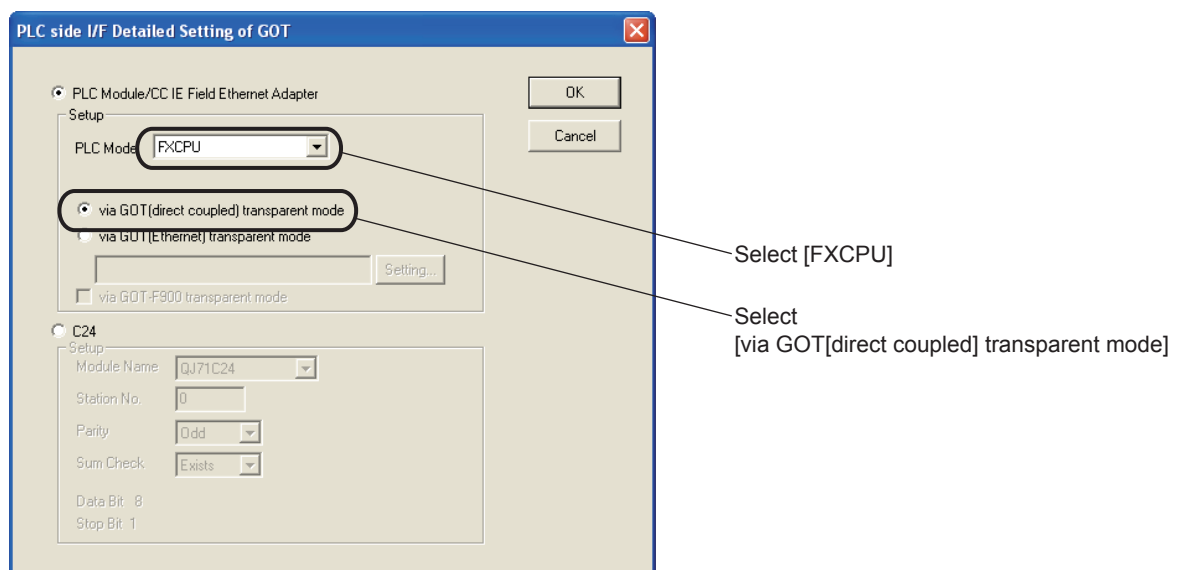 PLC side I/F Detailed Setting of GOT
PLC Module/CC IE Field Ethernet Adapter
OK
Setup
Cancel
PLC Mode
FXCPU
via GOT(direct coupled) transparent mode
via GOT(Ethernet) transparent mode
Setting...
via GOT-F900 transparent mode
Select [FXCPU]
Select
[via GOT[direct coupled] transparent mode]
C24
Setup
Module Name QJ71C24
Station No. 0
Parity Odd
Sum Check Exists
Data Bit 8
Stop Bit 1